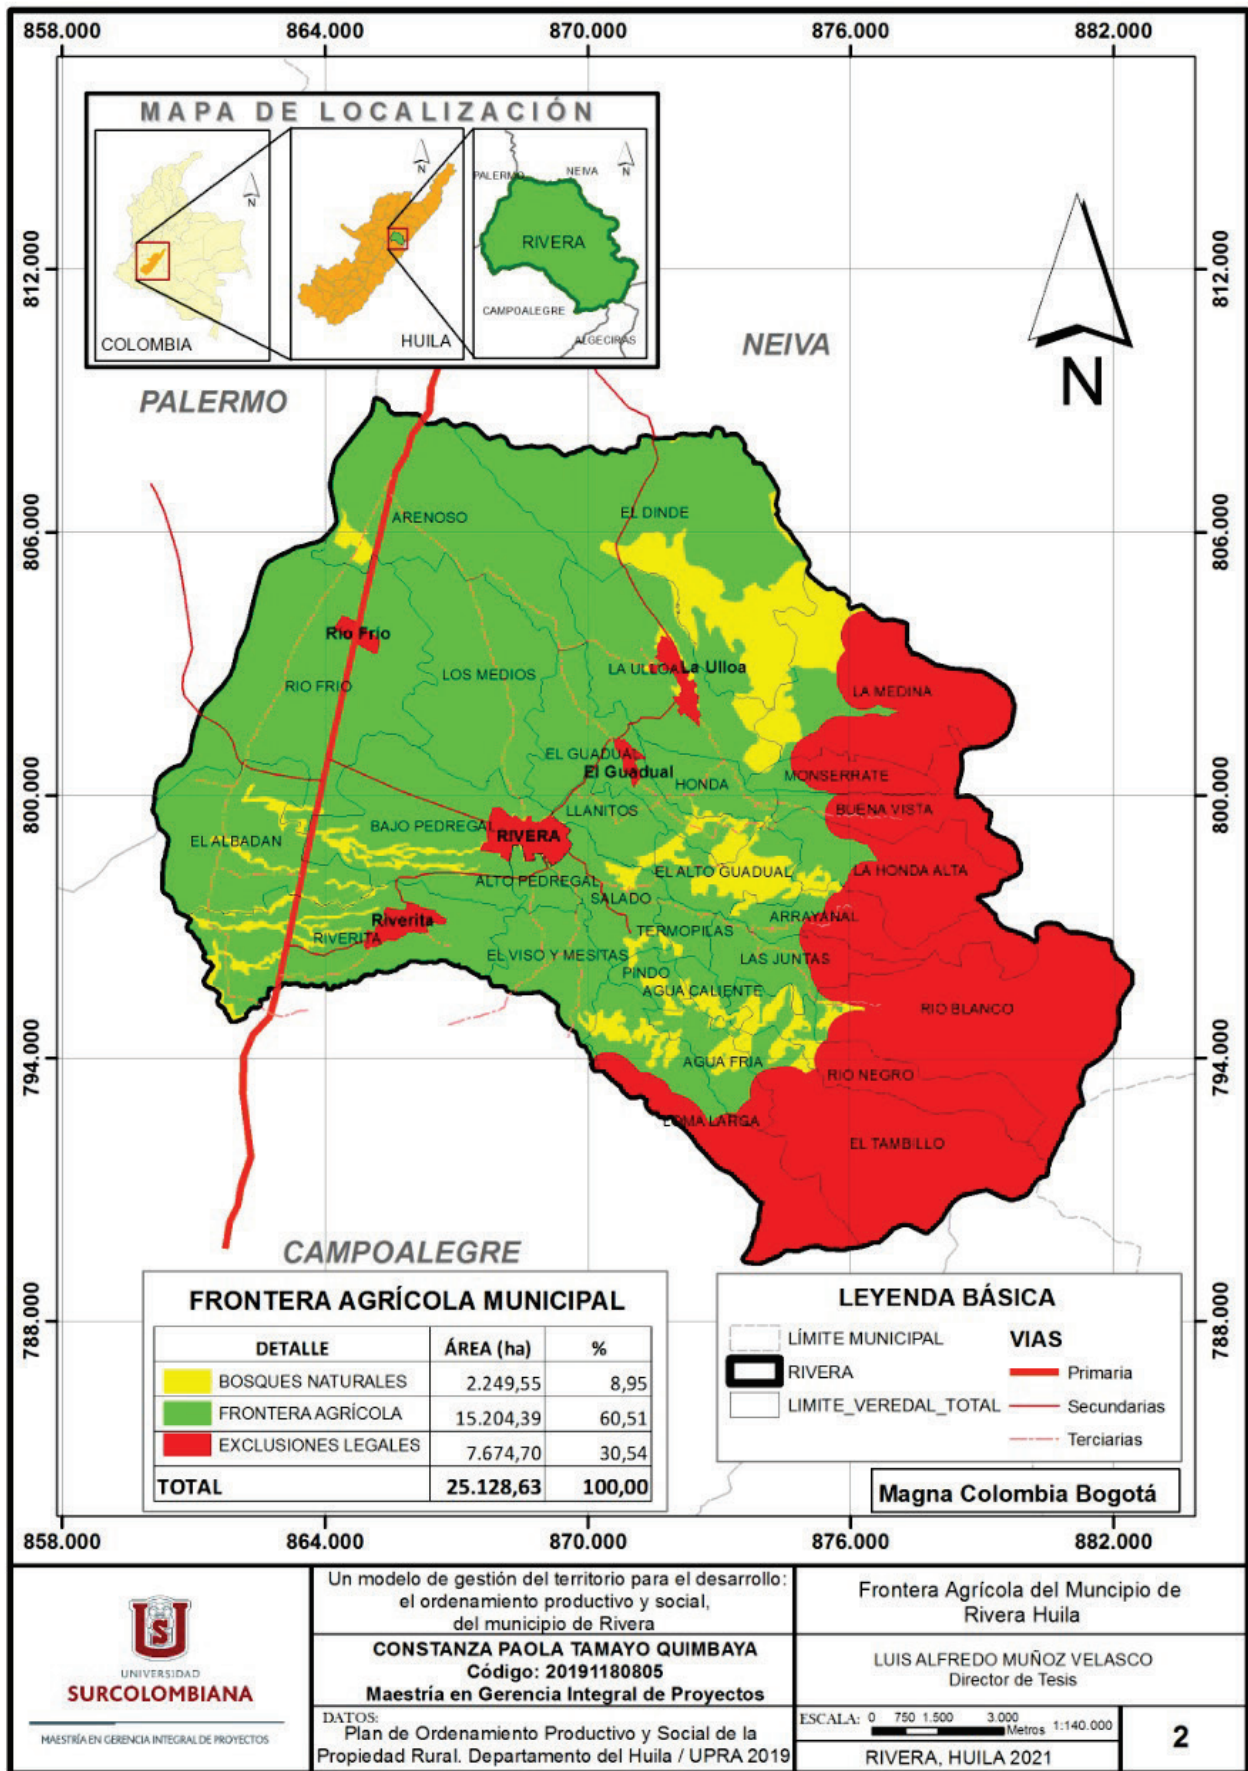 858.000 864.000 870.000 876.000 882.000
MAPA DE LOCALIZACIÓN
N
COLOMBIA
N
HUILA
PALERMO
NEIVA
N
RIVERA
CAMPOALEGRE
ALGECIRAS
812.000
812.000
NEIVA
N
PALERMO
806.000
806.000
ARENOSO
EL DINDE
Rio Frio
RIO FRIO
LOS MEDIOS
LA ULLOA
La Ulloa
LA MEDINA
EL GUADUAL
El Guadual
HONDA
MONSERRATE
800.000
800.000
LLANITOS
BUENA VISTA
EL ALBADAN
BAJO PEDREGAL
RIVERA
EL ALTO GUADUAL
LA HONDA ALTA
ALTO PEDREGAL
SALADO
Riverita
RIVERITA
TERMOPILAS
ARRAYANAL
EL VISO Y MESITAS
PINDO
LAS JUNTAS
AGUA CALIENTE
RIO BLANCO
794.000
794.000
AGUA FRIA
RIO NEGRO
LOMA LARGA
EL TAMBILLO
CAMPOALEGRE
788.000
788.000
FRONTERA AGRÍCOLA MUNICIPAL
DETALLE ÁREA (ha) %
BOSQUES NATURALES 2.249,55 8,95
FRONTERA AGRÍCOLA 15.204,39 60,51
EXCLUSIONES LEGALES 7.674,70 30,54
TOTAL 25.128,63 100,00
LEYENDA BÁSICA
LÍMITE MUNICIPAL
RIVERA
LIMITE_VEREDAL_TOTAL
VIAS
Primaria
Secundarias
Terciarias
Magna Colombia Bogotá
858.000 864.000 870.000 876.000 882.000
UNIVERSIDAD
SURCOLOMBIANA
MAESTRÍA EN GERENCIA INTEGRAL DE PROYECTOS
Un modelo de gestión del territorio para el desarrollo:
el ordenamiento productivo y social,
del municipio de Rivera
CONSTANZA PAOLA TAMAYO QUIMBAYA
Código: 20191180805
Maestría en Gerencia Integral de Proyectos
DATOS:
Plan de Ordenamiento Productivo y Social de la
Propiedad Rural. Departamento del Huila / UPRA 2019
Frontera Agrícola del Muncipio de
Rivera Huila
LUIS ALFREDO MUÑOZ VELASCO
Director de Tesis
ESCALA: 0 750 1.500 3.000 Metros 1:140.000
RIVERA, HUILA 2021
2